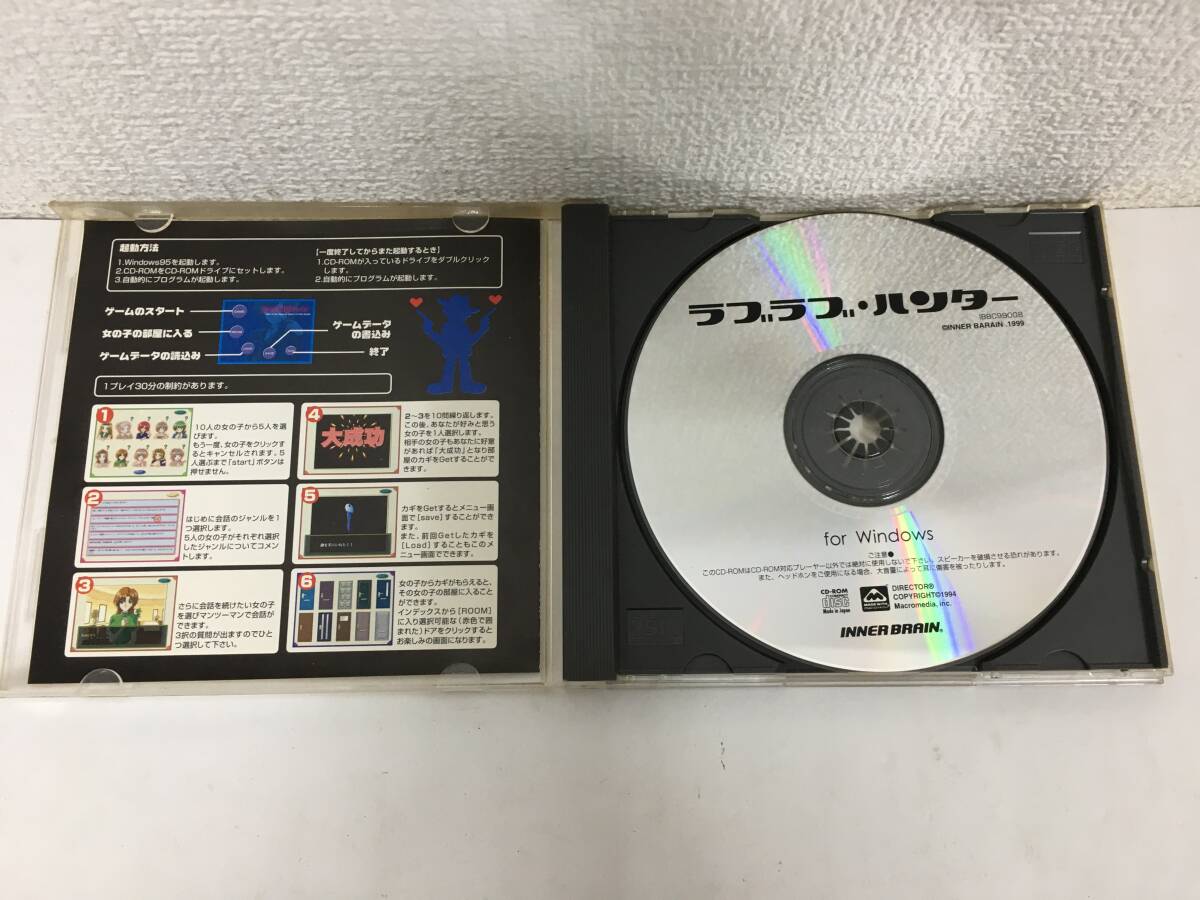 起動方法
1.Windows95を起動します。
2.CD-ROMをCD-ROMドライブにセットします。
3.自動的にプログラムが起動します。
[一度終了してからまた起動するとき]
1.CD-ROMが入っているドライブをダブルクリック
します。
2.自動的にプログラムが起動します。
ゲームのスタート
女の子の部屋に入る
ゲームデータの読込み
ゲームデータ
の書込み
終了
1プレイ30分の制約があります。
1
10人の女の子から5人を選
びます。
もう一度、女の子をクリックす
るとキャンセルされます。5
人選ぶまで「start」ボタンは
押せません。
2
はじめに会話のジャンルを1
つ選択します。
5人の女の子がそれぞれ選択
したジャンルについてコメン
トします。
3
さらに会話を続けたい女の子
を選びマンツーマンで会話が
できます。
3択の質問が出ますのでひと
つ選択して下さい。
4
大成功
2〜3を10問繰り返します。
この後、あなたが好みと思う
女の子を1人選択します。
相手の女の子もあなたに好意
があれば「大成功」となり部
屋のカギをGetすることがで
きます。
5
カギをGetするとメニュー画
面で[save]することができ
ます。
また、前回Getしたカギを
[Load]することもこのメ
ニュー画面でできます。
6
女の子からカギがもらえると、
その女の子の部屋に入ること
ができます。
インデックスから[ROOM]
に入り選択可能な(赤色で囲
まれた)ドアをクリックすると
お楽しみの画面になります。
ラブラブ・ハンター
IBBC99008
©INNER BARAIN .1999
for Windows
ご注意●
このCD-ROMはCD-ROM対応プレーヤー以外では絶対に使用しないで下さい。スピーカーを破損させる恐れがあります。
また、ヘッドホンをご使用になる場合、大音量によって耳に傷害を被ったりします。
CD-ROM
COMPACT
disc
Made in Japan
MADE WITH
MACROMEDIA
DIRECTOR®
COPYRIGHT©1994
Macromedia, inc.
INNER BRAIN®